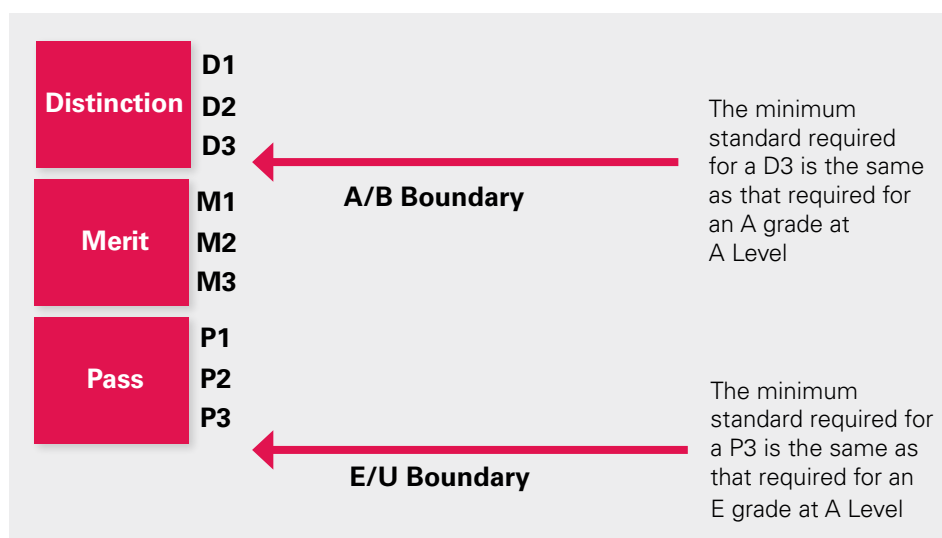 Distinction
D1
D2
D3
Merit
M1
M2
M3
Pass
P1
P2
P3
A/B Boundary
The minimum
standard required
for a D3 is the same
as that required for
an A grade at
A Level
E/U Boundary
The minimum
standard required for
a P3 is the same as
that required for an
E grade at A Level